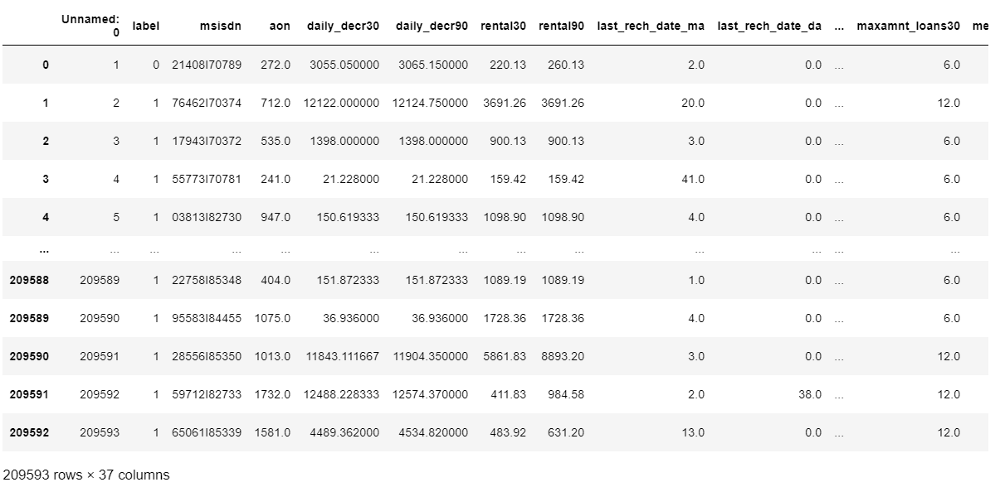 Unnamed: 0 label msisdn aon daily_decr30 daily_decr90 rental30 rental90 last_rech_date_ma last_rech_date_da ... maxamnt_loans30 me
0 1 0 21408I70789 272.0 3055.050000 3065.150000 220.13 260.13 2.0 0.0 ... 6.0
1 2 1 76462I70374 712.0 12122.000000 12124.750000 3691.26 3691.26 20.0 0.0 ... 12.0
2 3 1 17943I70372 535.0 1398.000000 1398.000000 900.13 900.13 3.0 0.0 ... 6.0
3 4 1 55773I70781 241.0 21.228000 21.228000 159.42 159.42 41.0 0.0 ... 6.0
4 5 1 03813I82730 947.0 150.619333 150.619333 1098.90 1098.90 4.0 0.0 ... 6.0
... ... ... ... ... ... ... ... ... ... ... ... ...
209588 209589 1 22758I85348 404.0 151.872333 151.872333 1089.19 1089.19 1.0 0.0 ... 6.0
209589 209590 1 95583I84455 1075.0 36.936000 36.936000 1728.36 1728.36 4.0 0.0 ... 6.0
209590 209591 1 28556I85350 1013.0 11843.111667 11904.350000 5861.83 8893.20 3.0 0.0 ... 12.0
209591 209592 1 59712I82733 1732.0 12488.228333 12574.370000 411.83 984.58 2.0 38.0 ... 12.0
209592 209593 1 65061I85339 1581.0 4489.362000 4534.820000 483.92 631.20 13.0 0.0 ... 12.0
209593 rows × 37 columns